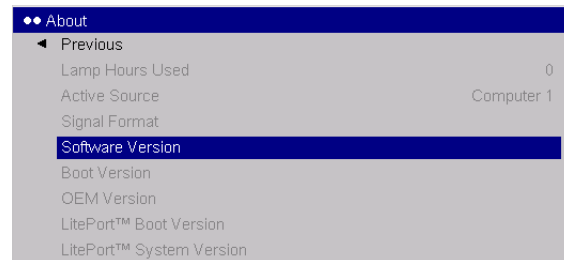 About
Previous
Lamp Hours Used 0
Active Source Computer 1
Signal Format
Software Version
Boot Version
OEM Version
LitePort™ Boot Version
LitePort™ System Version